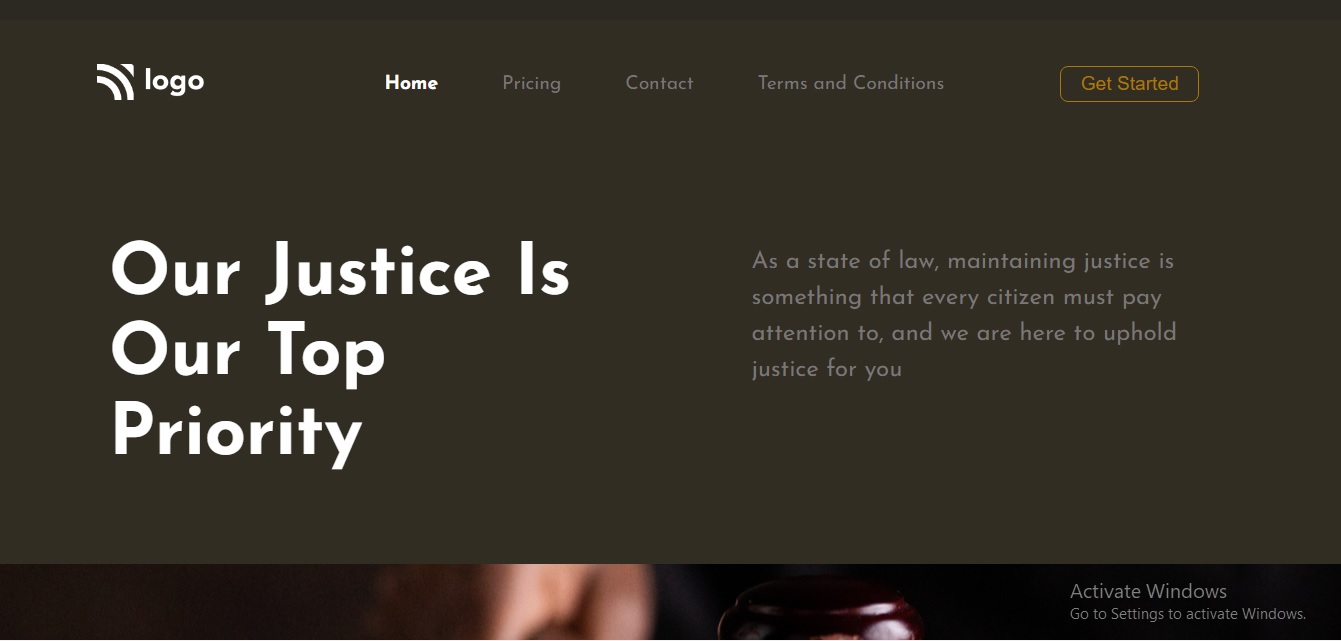 logo
Home
Pricing
Contact
Terms and Conditions
Get Started
Our Justice Is
Our Top
Priority
As a state of law, maintaining justice is
something that every citizen must pay
attention to, and we are here to uphold
justice for you
Activate Windows
Go to Settings to activate Windows.